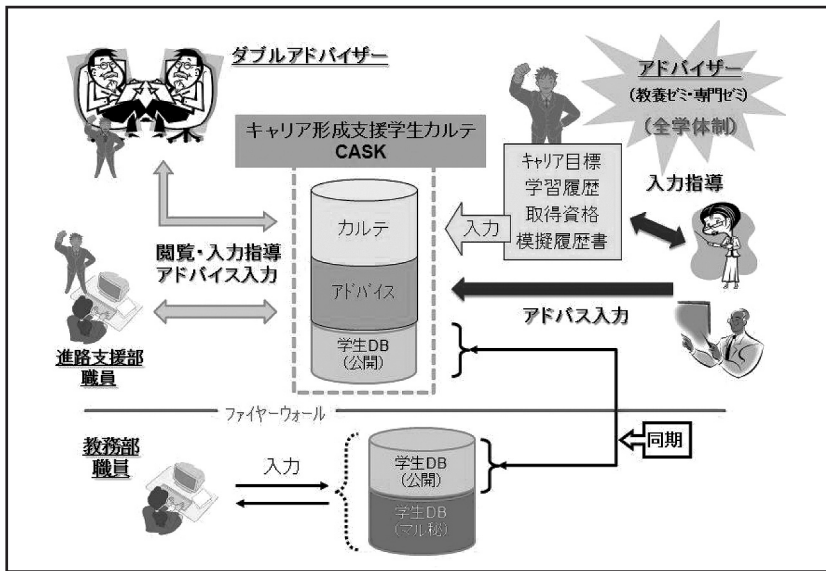 ダブルアドバイザー
アドバイザー
(教養ゼミ・専門ゼミ)
(全学体制)
キャリア形成支援学生カルテ
CASK
キャリア目標
学習履歴
取得資格
模擬履歴書
入力指導
入力
カルテ
アドバイス
学生DB
(公開)
閲覧・入力指導
アドバイス入力
アドバス入力
進路支援部
職員
ファイヤーウォール
教務部
職員
入力
学生DB
(公開)
学生DB
(マル秘)
同期